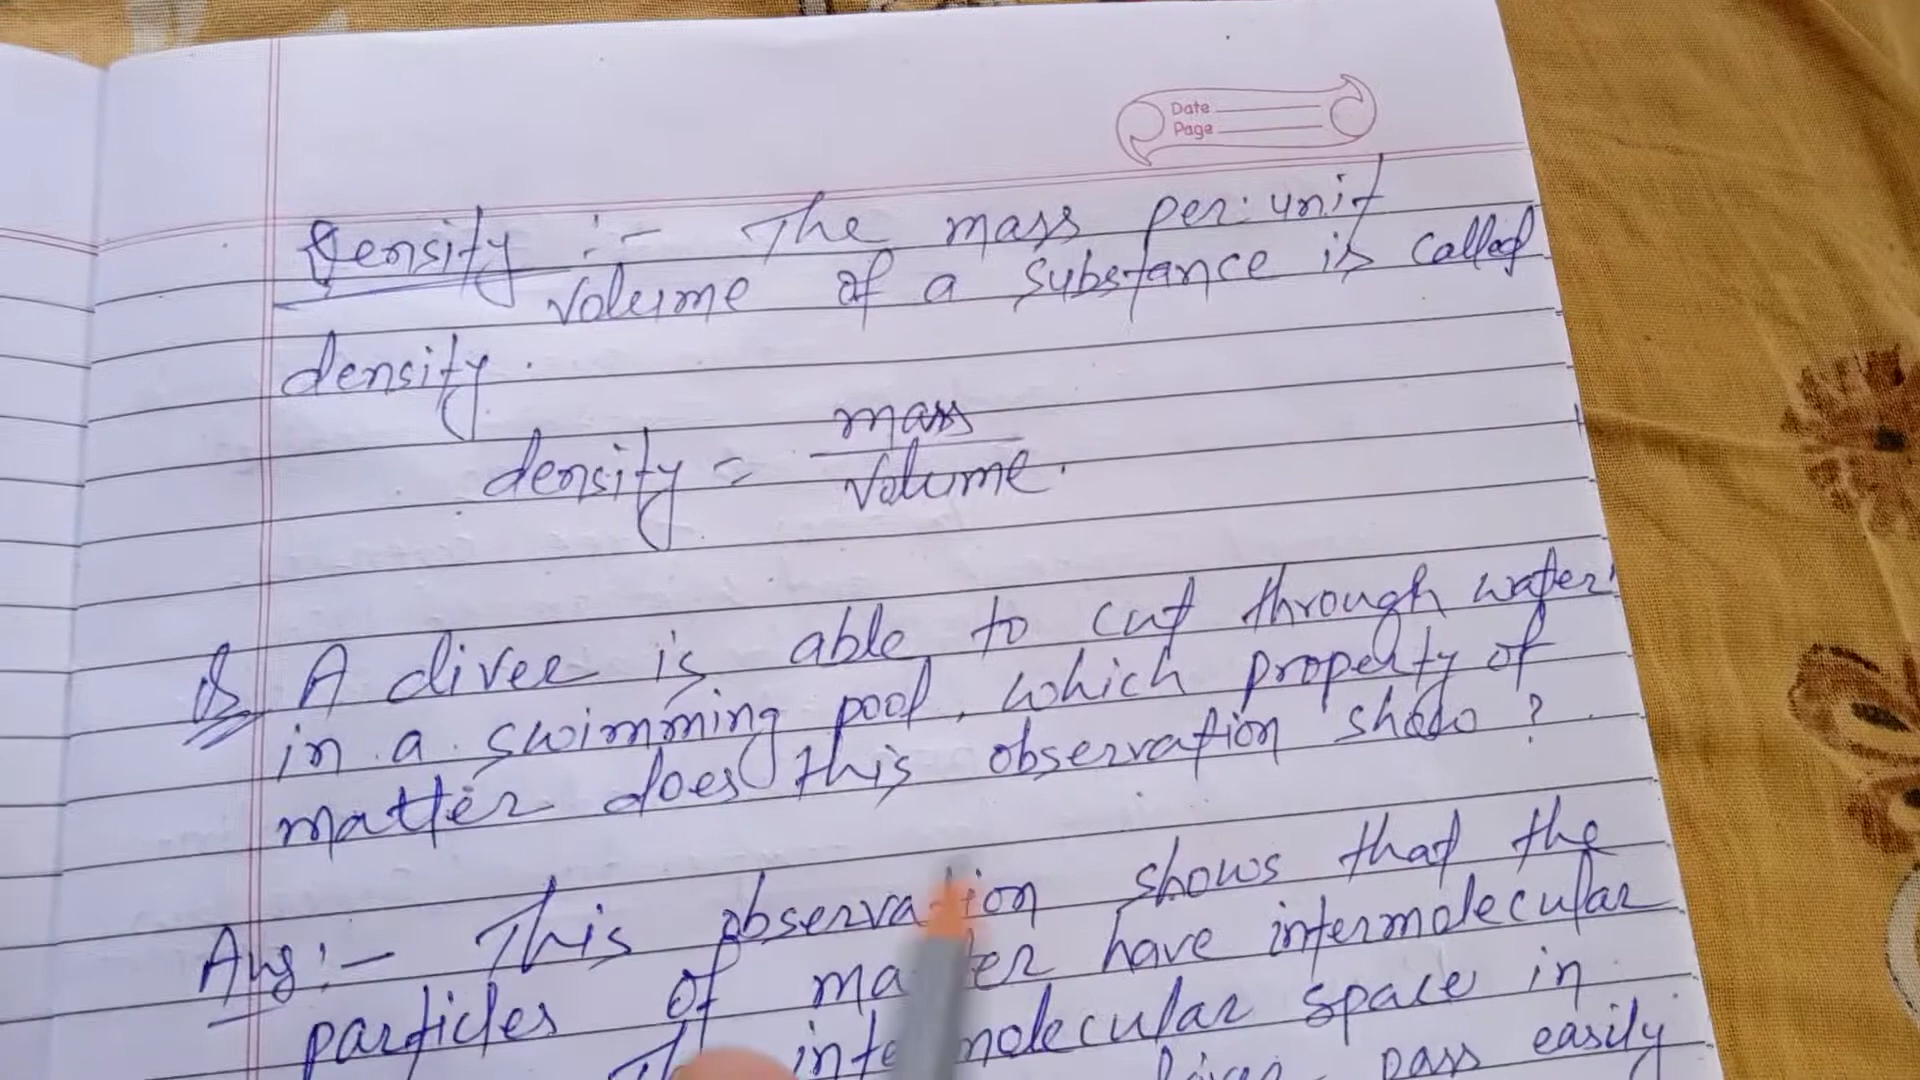 Date
Page
Density :- The mass per unit
volume of a substance is called
density.
density = mass
volume.
Q A diver is able to cut through water
in a swimming pool, which property of
matter does this observation show?
Ans:- This observation shows that the
particles of matter have intermolecular
intermolecular space in
pass easily